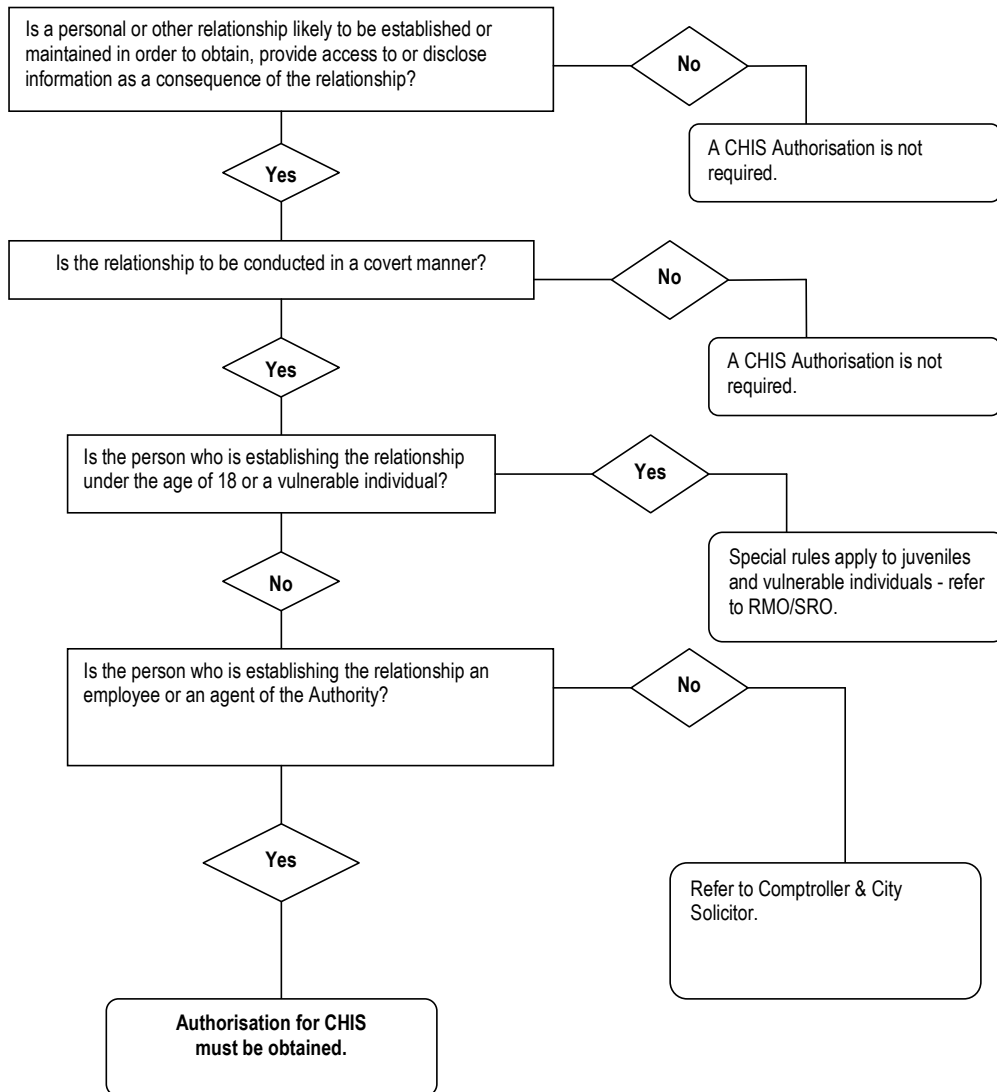 Is a personal or other relationship likely to be established or
maintained in order to obtain, provide access to or disclose
information as a consequence of the relationship?
No
A CHIS Authorisation is not
required.
Yes
Is the relationship to be conducted in a covert manner?
No
A CHIS Authorisation is not
required.
Yes
Is the person who is establishing the relationship
under the age of 18 or a vulnerable individual?
Yes
Special rules apply to juveniles
and vulnerable individuals - refer
to RMO/SRO.
No
Is the person who is establishing the relationship an
employee or an agent of the Authority?
No
Refer to Comptroller & City
Solicitor.
Yes
Authorisation for CHIS
must be obtained.